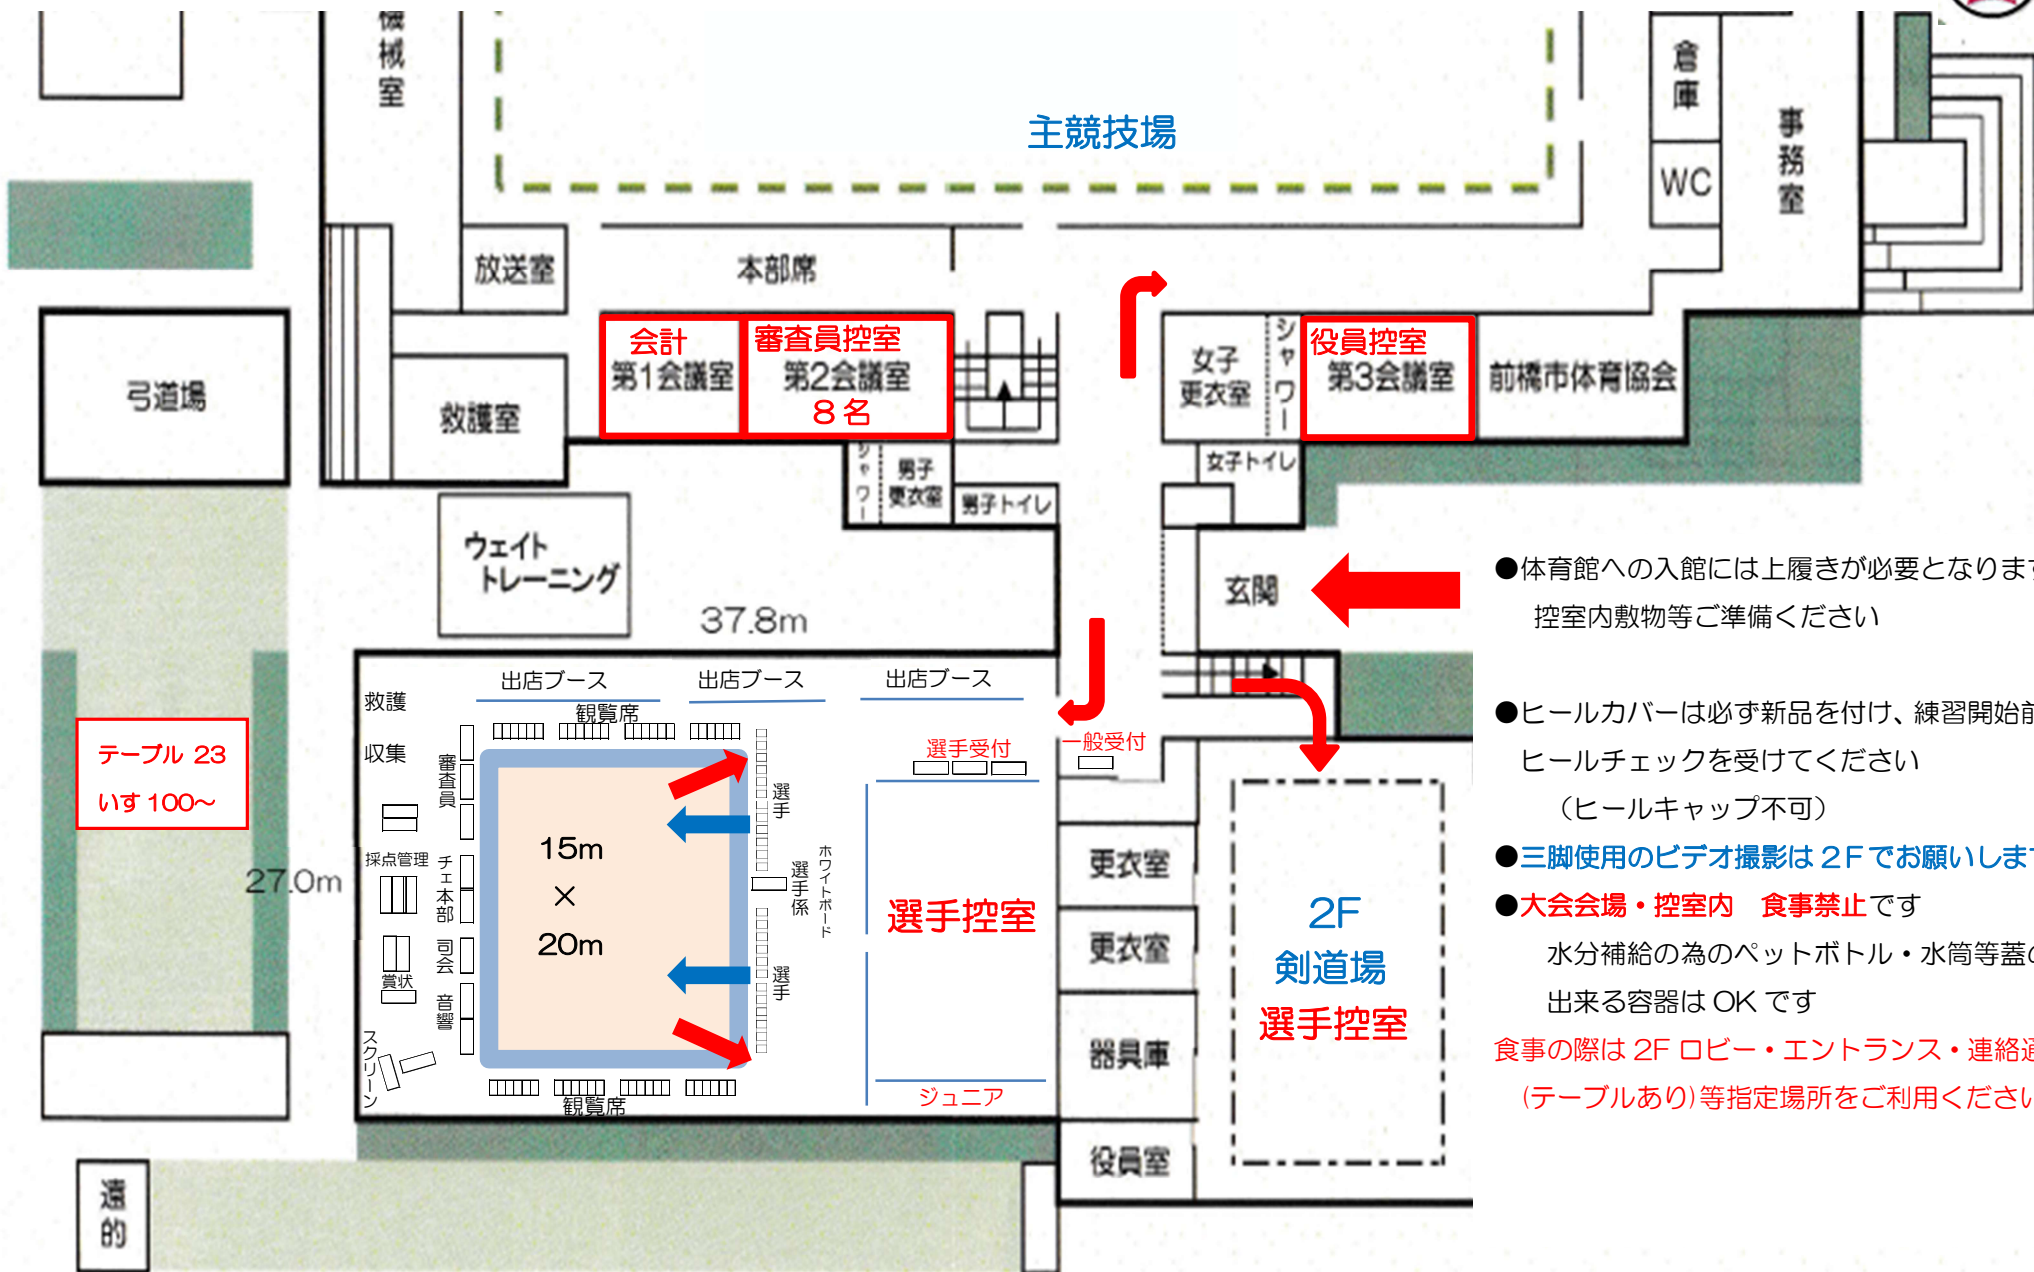 機械室
主競技場
倉庫
事務室
WC
放送室
本部席
会計
第1会議室
審査員控室
第2会議室
8名
女子
更衣室
シャワー
役員控室
第3会議室
前橋市体育協会
弓道場
救護室
シャワー
男子
更衣室
男子トイレ
女子トイレ
ウェイト
トレーニング
玄関
37.8m
27.0m
●体育館への入館には上履きが必要となります
控室内敷物等ご準備ください
●ヒールカバーは必ず新品を付け、練習開始前
ヒールチェックを受けてください
（ヒールキャップ不可）
●三脚使用のビデオ撮影は2Fでお願いします
●大会会場・控室内　食事禁止です
水分補給の為のペットボトル・水筒等蓋の
出来る容器はOKです
食事の際は2Fロビー・エントランス・連絡通
(テーブルあり)等指定場所をご利用ください
テーブル 23
いす100～
救護
収集
出店ブース
出店ブース
出店ブース
観覧席
審査員
採点管理
チェ
本部
司会
賞状
音響
スクリーン
15m
×
20m
選手
選手係
ホワイトボード
選手
観覧席
選手受付
一般受付
選手控室
ジュニア
更衣室
更衣室
器具庫
役員室
2F
剣道場
選手控室
遠的